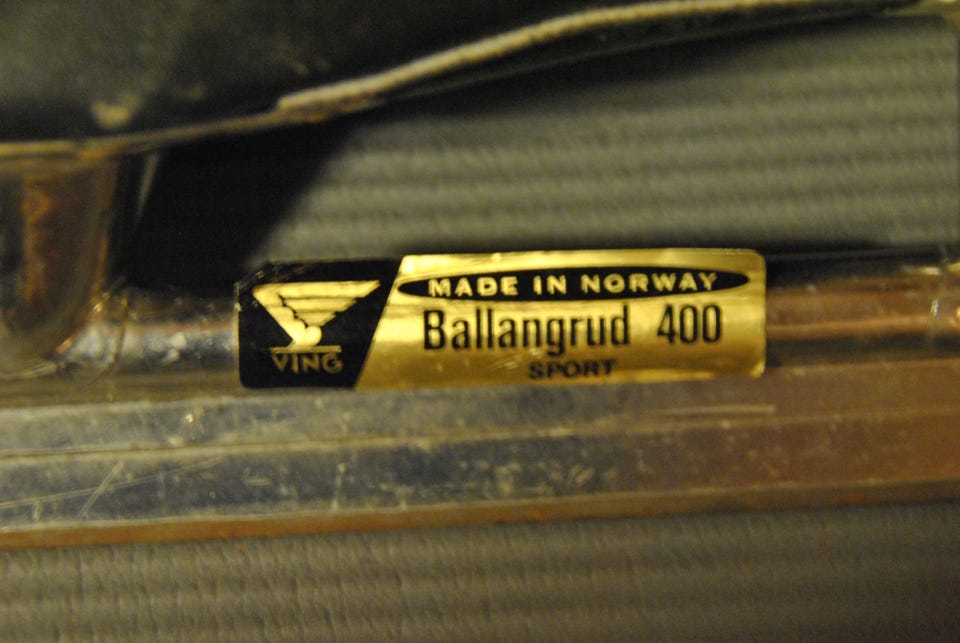 VING
MADE IN NORWAY
Ballangrud 400
SPORT